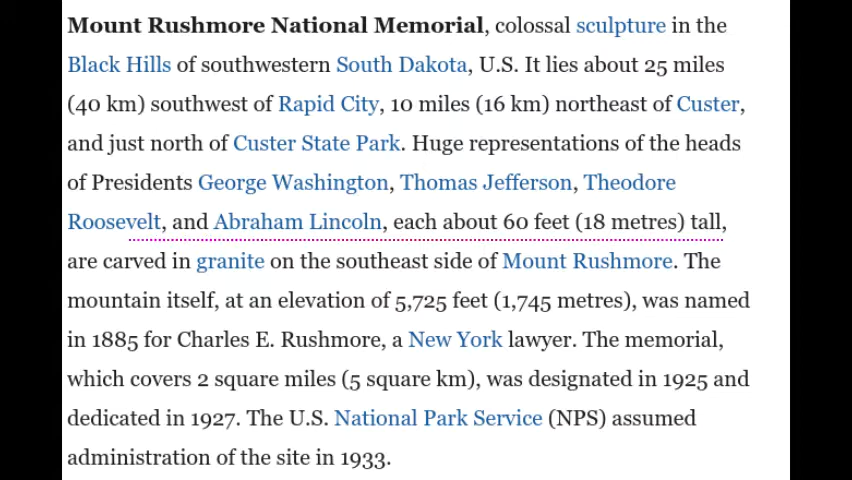 Mount Rushmore National Memorial, colossal sculpture in the
Black Hills of southwestern South Dakota, U.S. It lies about 25 miles
(40 km) southwest of Rapid City, 10 miles (16 km) northeast of Custer,
and just north of Custer State Park. Huge representations of the heads
of Presidents George Washington, Thomas Jefferson, Theodore
Roosevelt, and Abraham Lincoln, each about 60 feet (18 metres) tall,
are carved in granite on the southeast side of Mount Rushmore. The
mountain itself, at an elevation of 5,725 feet (1,745 metres), was named
in 1885 for Charles E. Rushmore, a New York lawyer. The memorial,
which covers 2 square miles (5 square km), was designated in 1925 and
dedicated in 1927. The U.S. National Park Service (NPS) assumed
administration of the site in 1933.